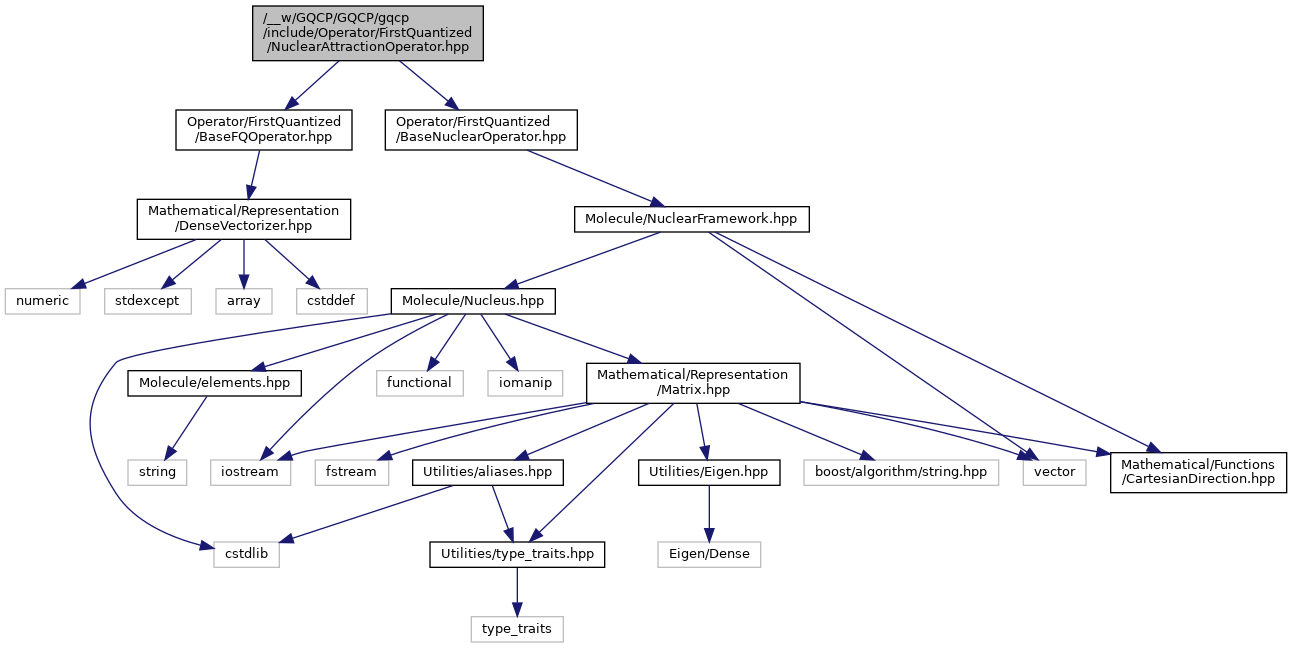 /__w/GQCP/GQCP/gqcp
/include/Operator/FirstQuantized
/NuclearAttractionOperator.hpp
Operator/FirstQuantized
/BaseFQOperator.hpp
Operator/FirstQuantized
/BaseNuclearOperator.hpp
Mathematical/Representation
/DenseVectorizer.hpp
Molecule/NuclearFramework.hpp
numeric
stdexcept
array
cstddef
Molecule/Nucleus.hpp
Molecule/elements.hpp
functional
iomanip
Mathematical/Representation
/Matrix.hpp
string
iostream
fstream
Utilities/aliases.hpp
Utilities/Eigen.hpp
boost/algorithm/string.hpp
vector
Mathematical/Functions
/CartesianDirection.hpp
cstdlib
Utilities/type_traits.hpp
Eigen/Dense
type_traits